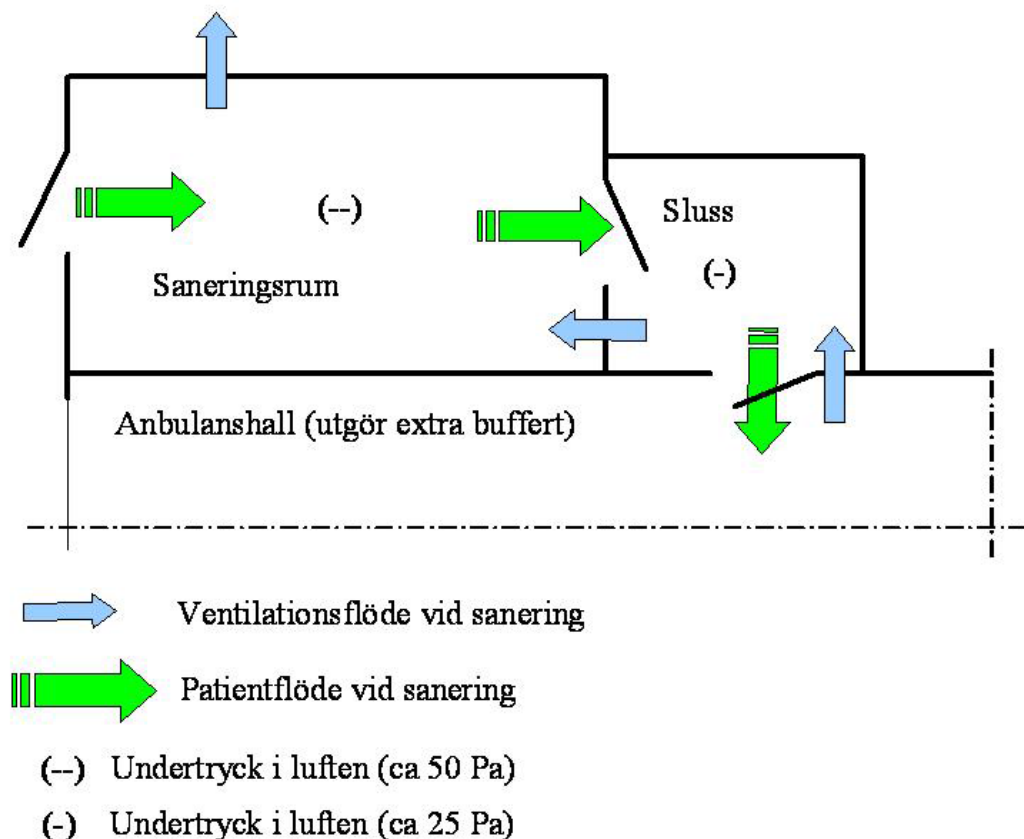 (--)
Sluss
(-)
Saneringsrum
Anbulanshall (utgör extra buffert)
Ventilationsflöde vid sanering
Patientflöde vid sanering
(--) Undertryck i luften (ca 50 Pa)
(-) Undertryck i luften (ca 25 Pa)